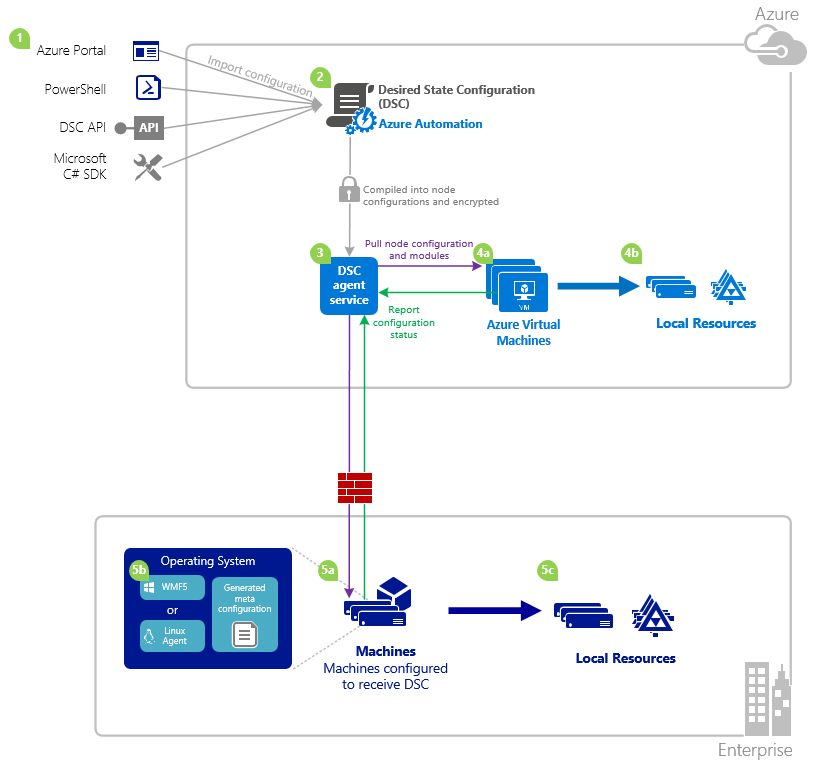 Azure
1
Azure Portal
PowerShell
DSC API
API
Microsoft
C# SDK
Import configuration
2
Desired State Configuration
(DSC)
Azure Automation
Compiled into node
configurations and encrypted
3
DSC
agent
service
Pull node configuration
and modules
Report
configuration
status
4a
VM
Azure Virtual
Machines
4b
Local Resources
5b
Operating System
WMF5
or
Linux
Agent
Generated
meta
configuration
5a
Machines
Machines configured
to receive DSC
5c
Local Resources
Enterprise